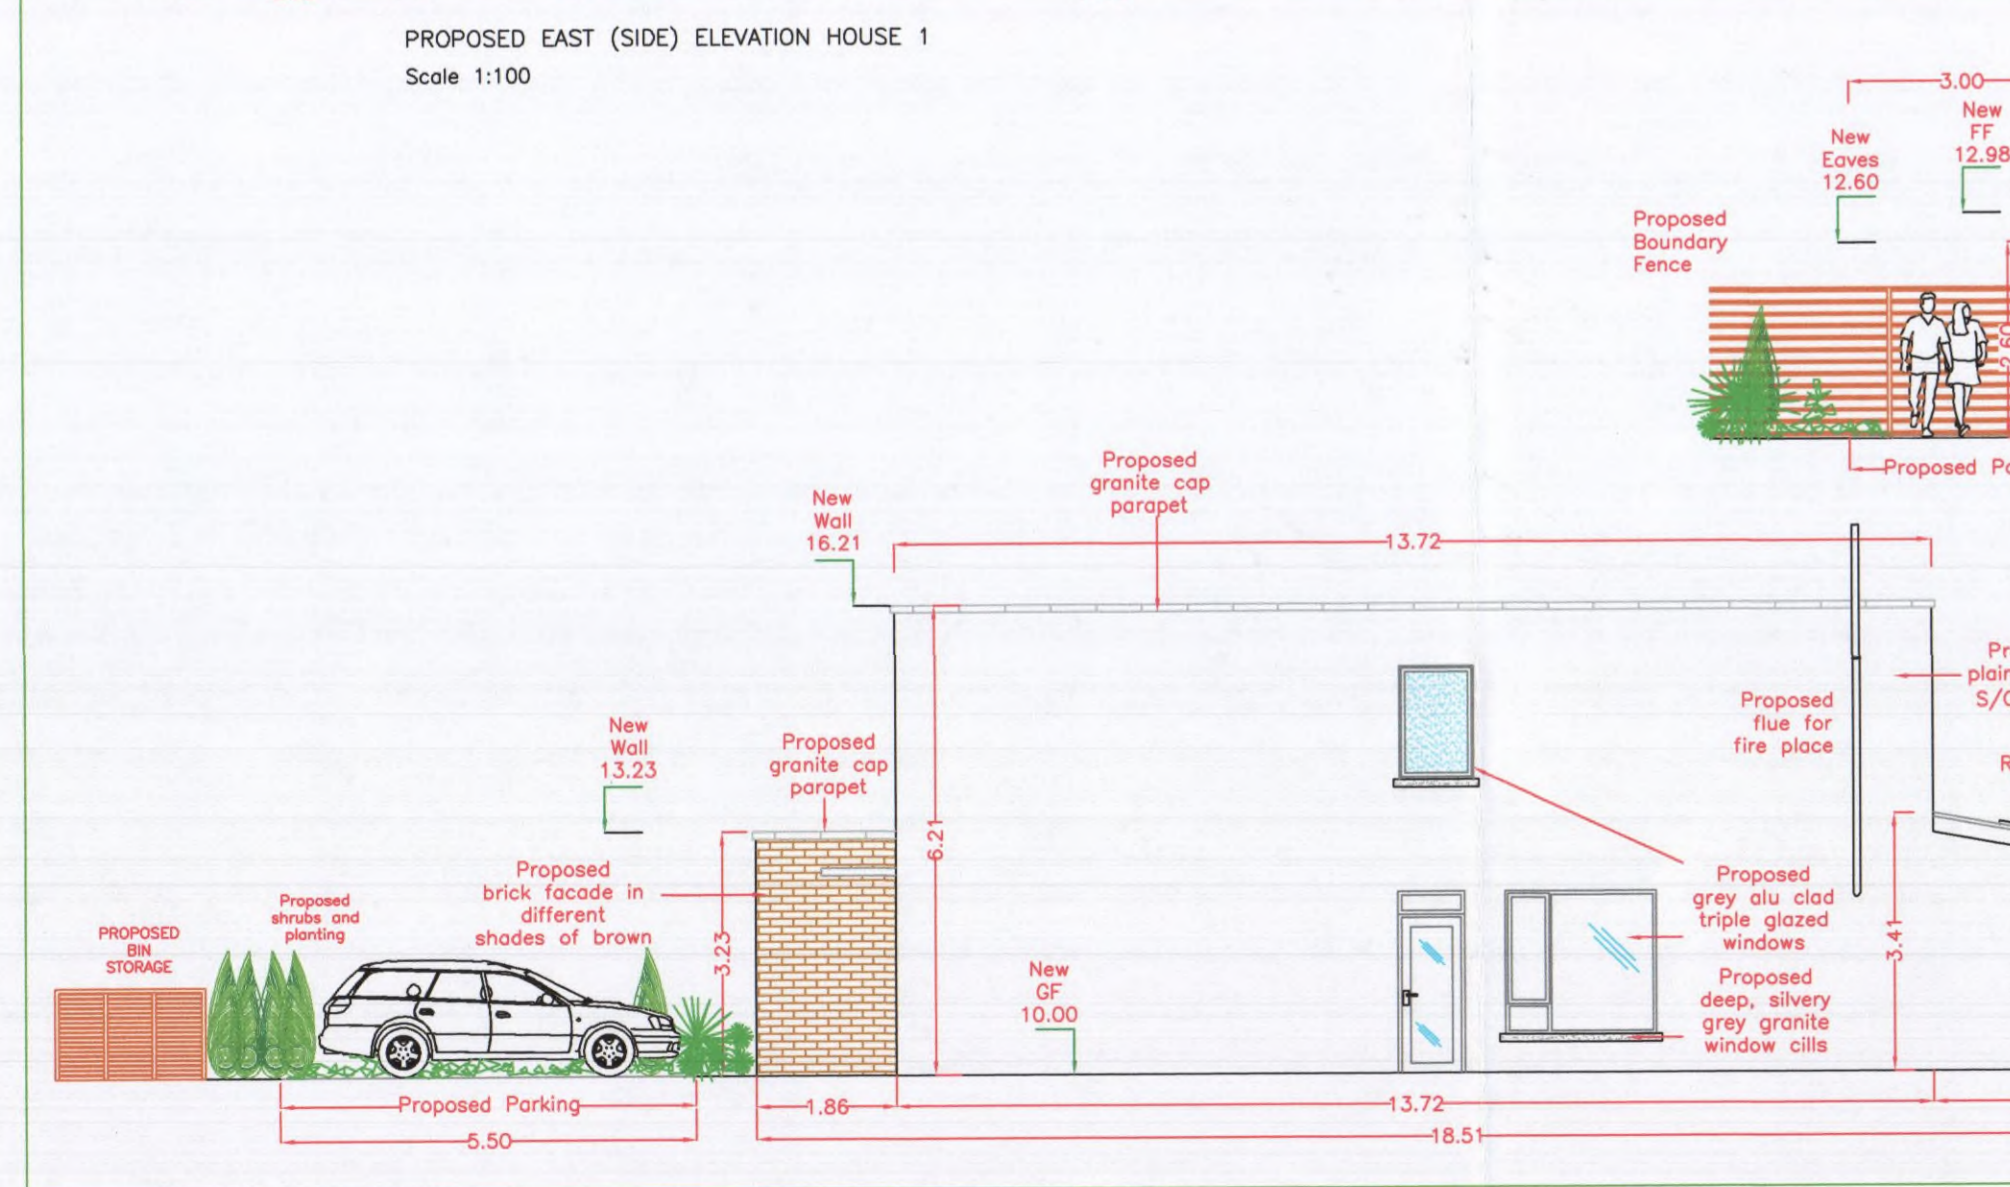 PROPOSED EAST (SIDE) ELEVATION HOUSE 1
Scale 1:100
3.00
New
FF
12.98
New
Eaves
12.60
Proposed
Boundary
Fence
2.60
Proposed
Proposed
granite cap
parapet
New
Wall
16.21
13.72
Proposed
flue for
fire place
New
Wall
13.23
Proposed
granite cap
parapet
6.21
Proposed
brick facade in
different
shades of brown
Proposed
shrubs and
planting
PROPOSED
BIN
STORAGE
3.23
New
GF
10.00
Proposed
grey alu clad
triple glazed
windows
Proposed
deep, silvery
grey granite
window cills
3.41
Proposed Parking
5.50
1.86
13.72
18.51